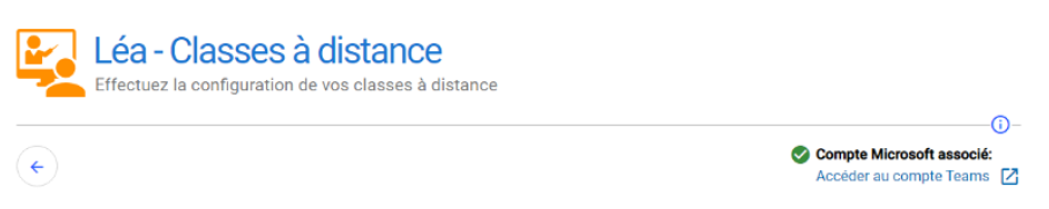 Léa - Classes à distance
Effectuez la configuration de vos classes à distance
Compte Microsoft associé:
Accéder au compte Teams